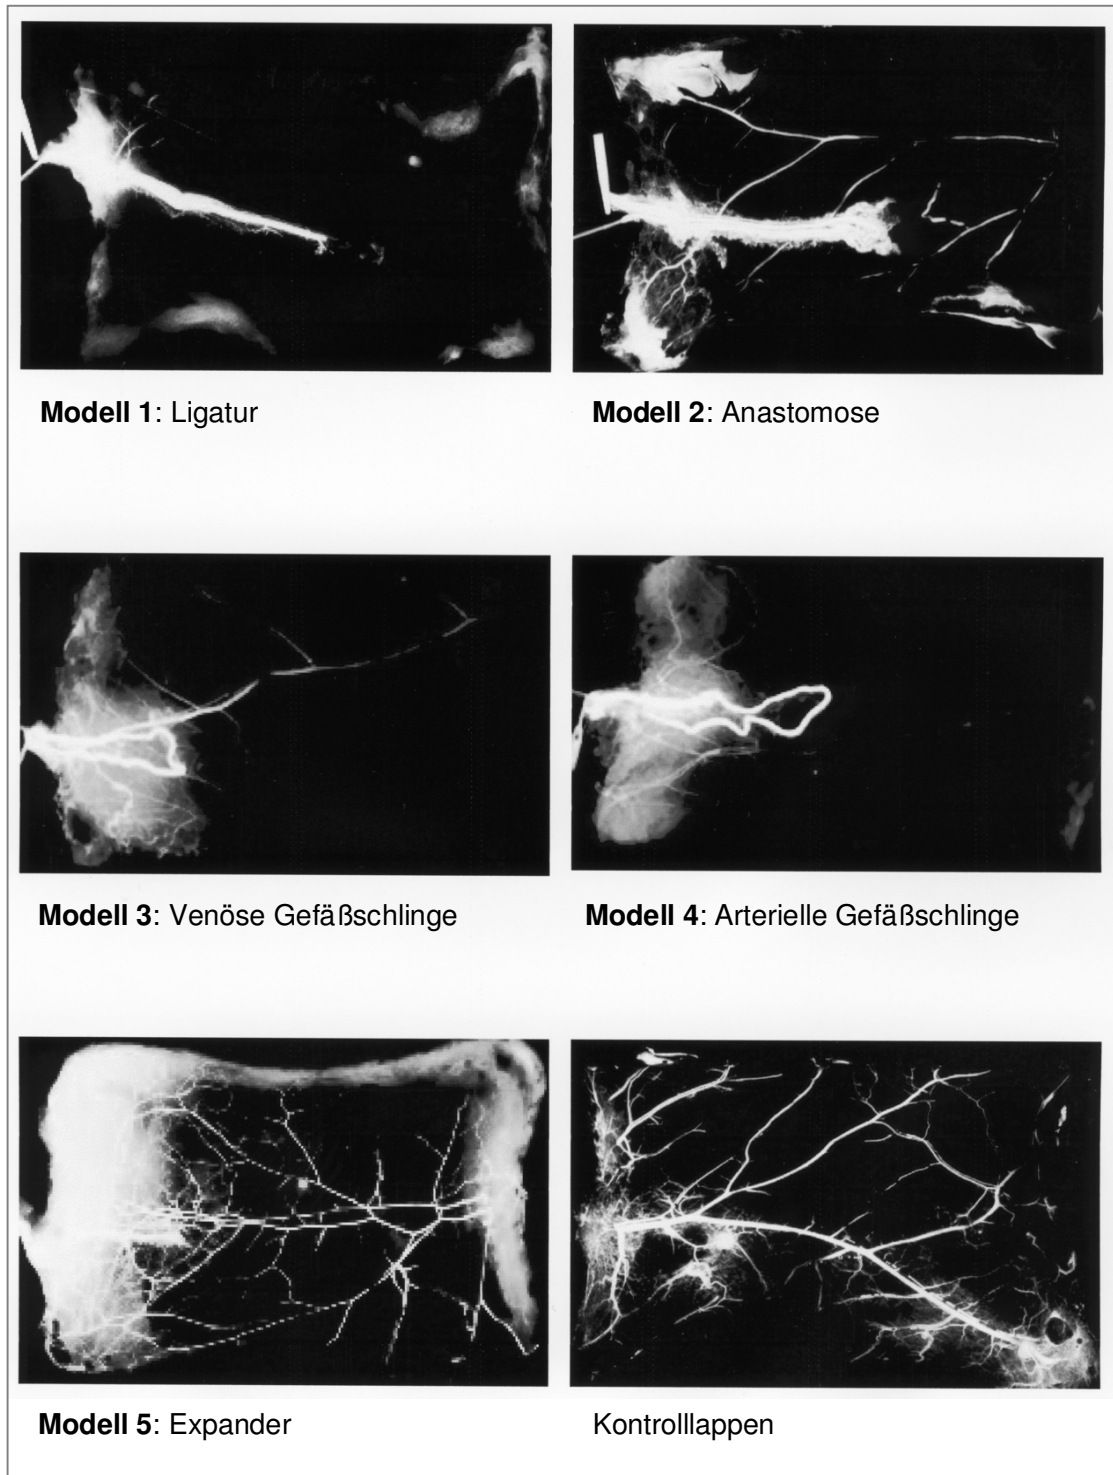 Modell 1: Ligatur
Modell 2: Anastomose
Modell 3: Venöse Gefäßschlinge
Modell 4: Arterielle Gefäßschlinge
Modell 5: Expander
Kontrolllappen